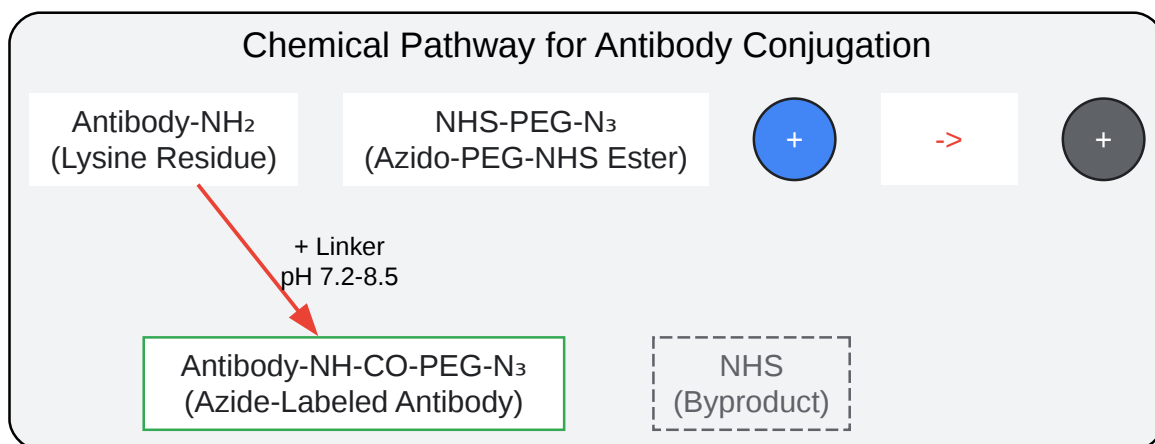 Chemical Pathway for Antibody Conjugation
Antibody-NH₂
(Lysine Residue)
NHS-PEG-N₃
(Azido-PEG-NHS Ester)
+
->
+
+ Linker
pH 7.2-8.5
Antibody-NH-CO-PEG-N₃
(Azide-Labeled Antibody)
NHS
(Byproduct)